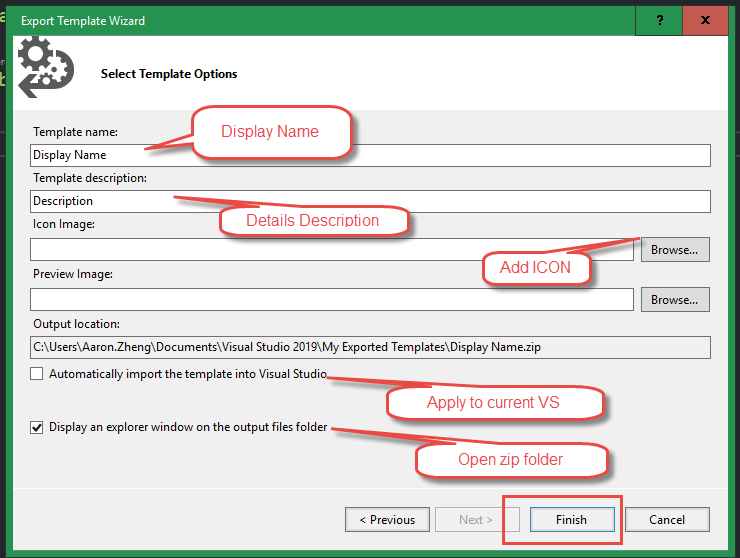 Export Template Wizard
?
x
Select Template Options
Template name:
Display Name
Display Name
Template description:
Description
Details Description
Icon Image:
Browse...
Add ICON
Preview Image:
Browse...
Output location:
C:\Users\Aaron.Zheng\Documents\Visual Studio 2019\My Exported Templates\Display Name.zip
Automatically import the template into Visual Studio
Apply to current VS
Display an explorer window on the output files folder
Open zip folder
< Previous
Next >
Finish
Cancel